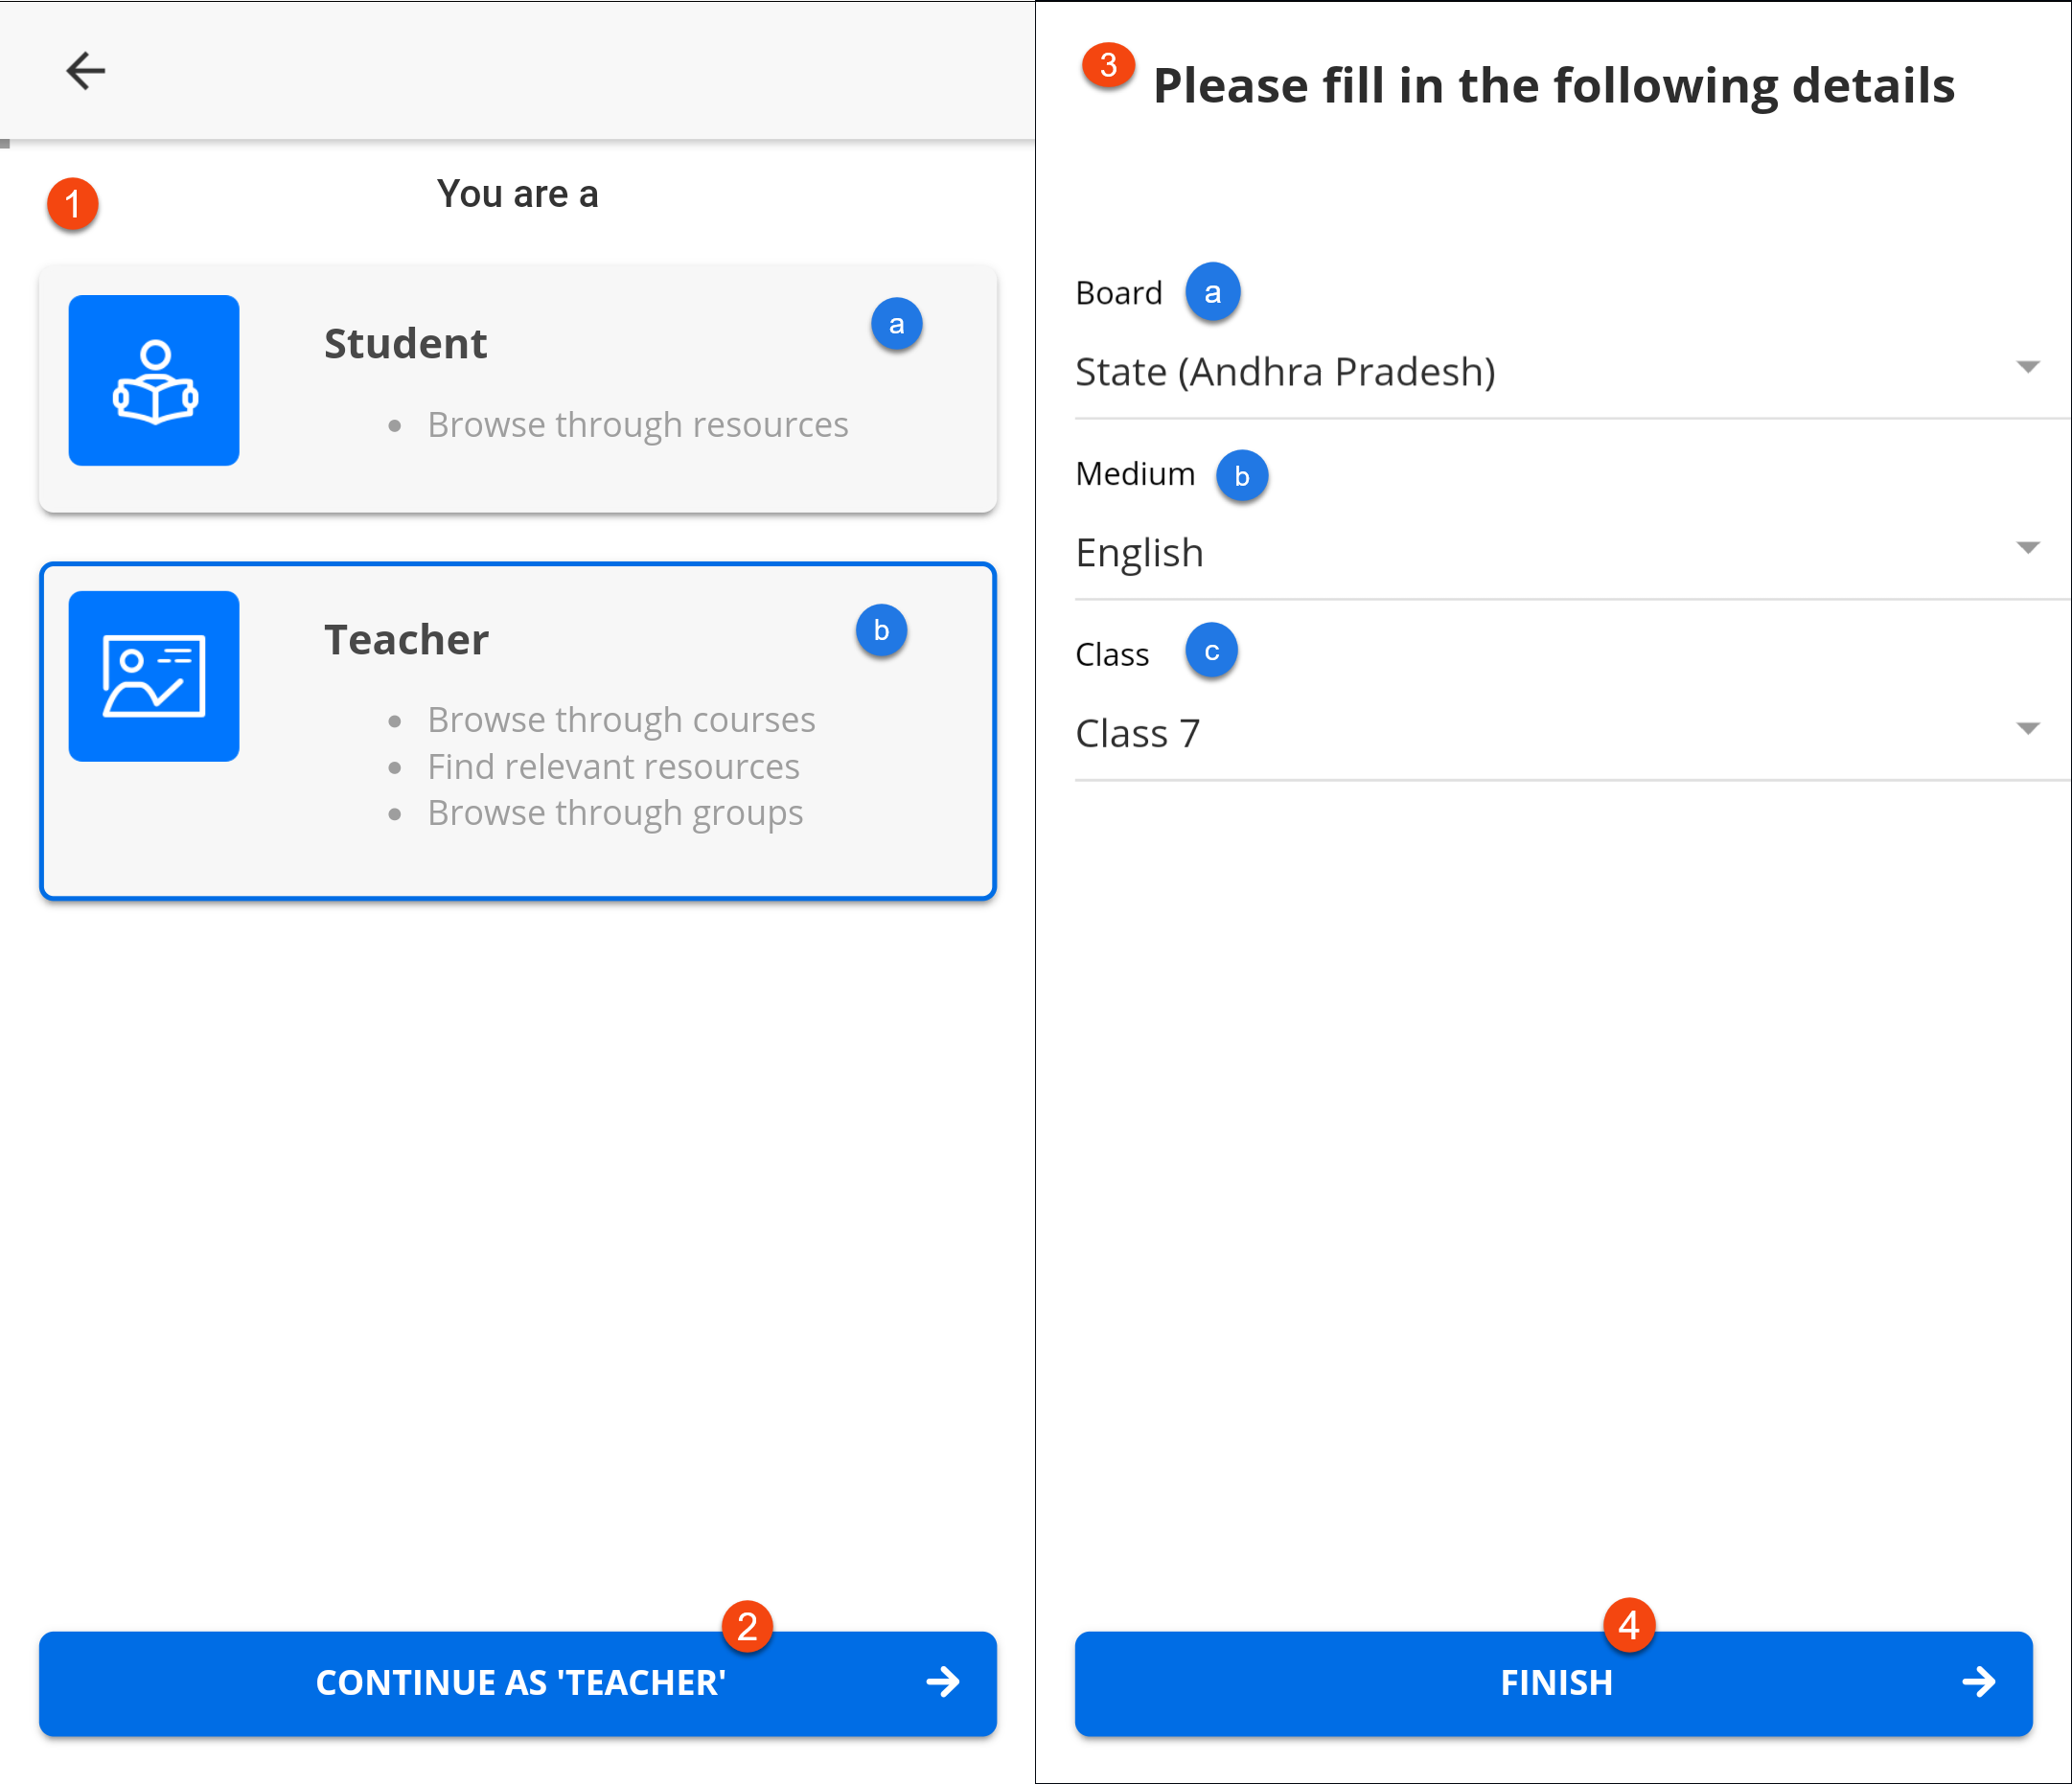 1
You are a
Student
a
• Browse through resources
Teacher
b
• Browse through courses
• Find relevant resources
• Browse through groups
2
CONTINUE AS 'TEACHER'
3
Please fill in the following details
Board a
State (Andhra Pradesh)
Medium b
English
Class c
Class 7
4
FINISH